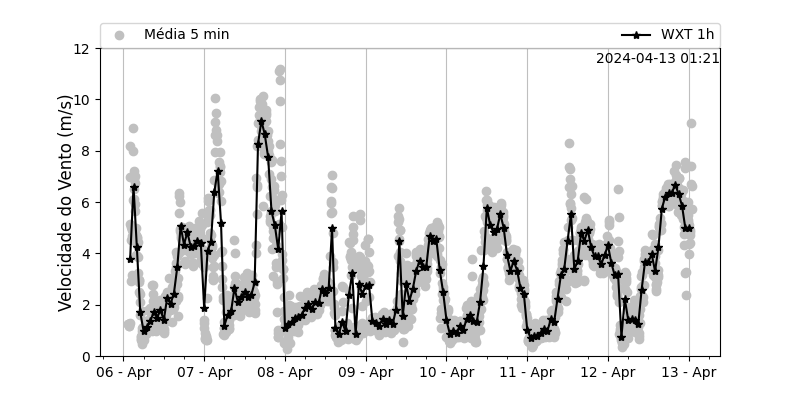 Média 5 min
WXT 1h
2024-04-13 01:21
Velocidade do Vento (m/s)
12
10
8
6
4
2
0
06 - Apr 07 - Apr 08 - Apr 09 - Apr 10 - Apr 11 - Apr 12 - Apr 13 - Apr